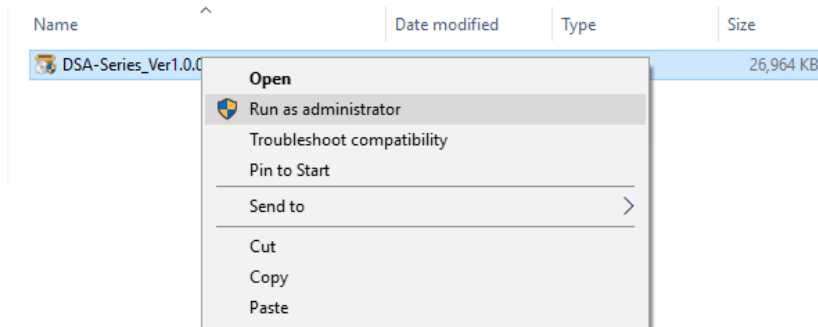 Name Date modified Type Size
DSA-Series_Ver1.0.0 26,964 KB
Open
Run as administrator
Troubleshoot compatibility
Pin to Start
Send to
Cut
Copy
Paste